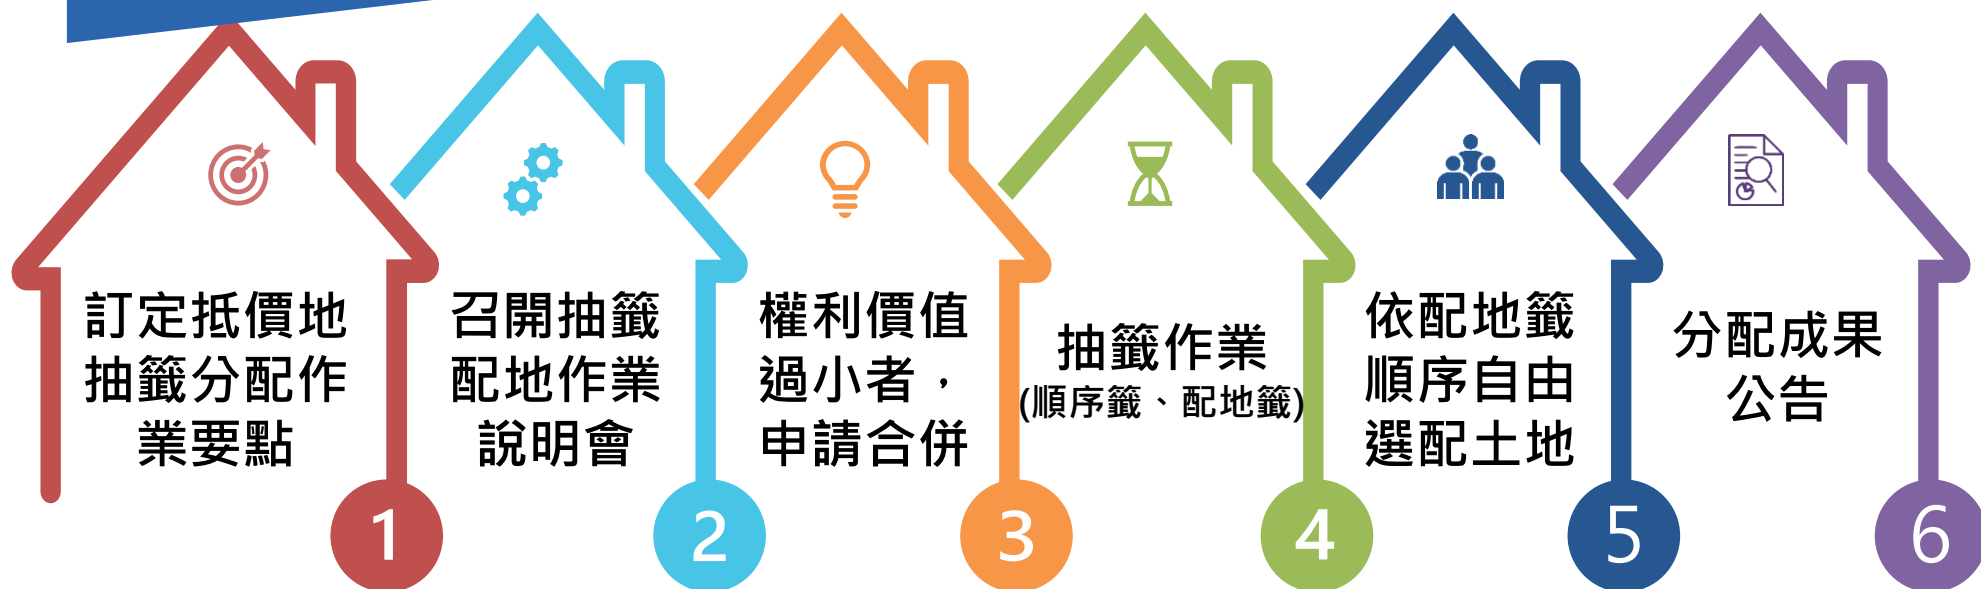 訂定抵價地
抽籤分配作
業要點
1
召開抽籤
配地作業
說明會
2
權利價值
過小者，
申請合併
3
抽籤作業
(順序籤、配地籤)
4
依配地籤
順序自由
選配土地
5
分配成果
公告
6